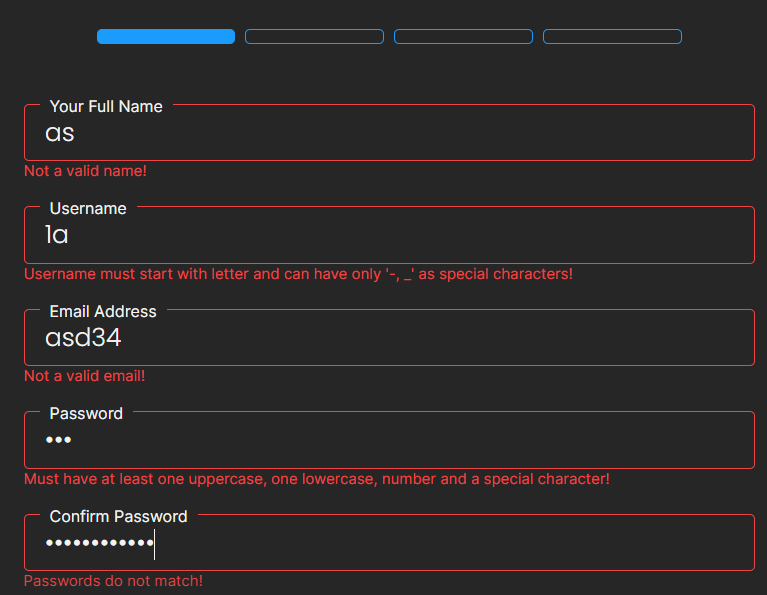 Your Full Name
as
Not a valid name!
Username
1a
Username must start with letter and can have only '-, _' as special characters!
Email Address
asd34
Not a valid email!
Password
•••
Must have at least one uppercase, one lowercase, number and a special character!
Confirm Password
••••••••••••
Passwords do not match!